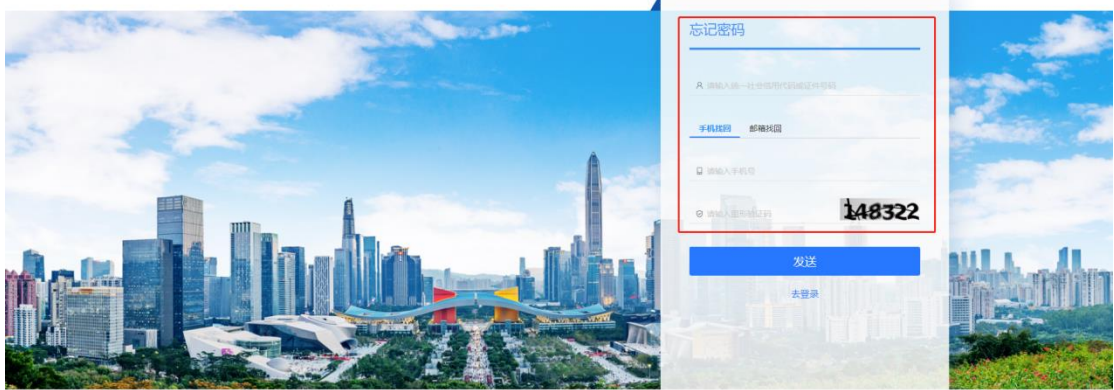 忘记密码
请输入统一社会信用代码或证件号码
手机找回 邮箱找回
请输入手机号
请输入图形验证码 148322
发送
去登录